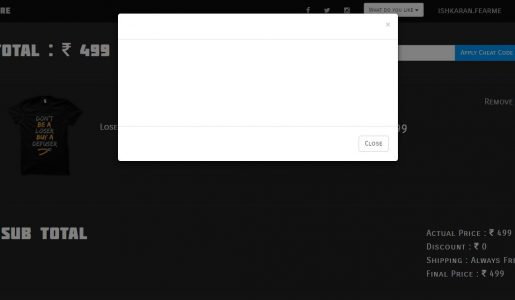 RE
WHAT DO YOU LIKE
ISHKARAN.FEARME
×
TOTAL : ₹ 499
APPLY CHEAT CODE
DON'T
BE A
LOSER
BUY A
DEFUSER
LOSE
99
REMOVE
CLOSE
SUB TOTAL
ACTUAL PRICE : ₹ 499
DISCOUNT : ₹ 0
SHIPPING : ALWAYS FRE
FINAL PRICE : ₹ 499